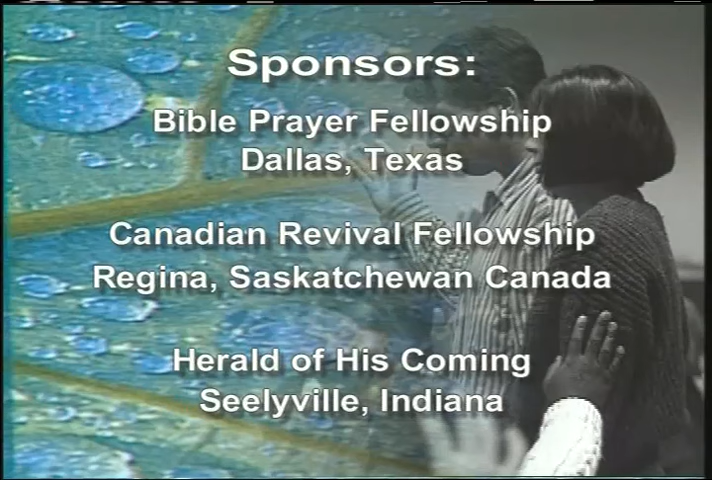 Sponsors:
Bible Prayer Fellowship
Dallas, Texas
Canadian Revival Fellowship
Regina, Saskatchewan Canada
Herald of His Coming
Seelyville, Indiana